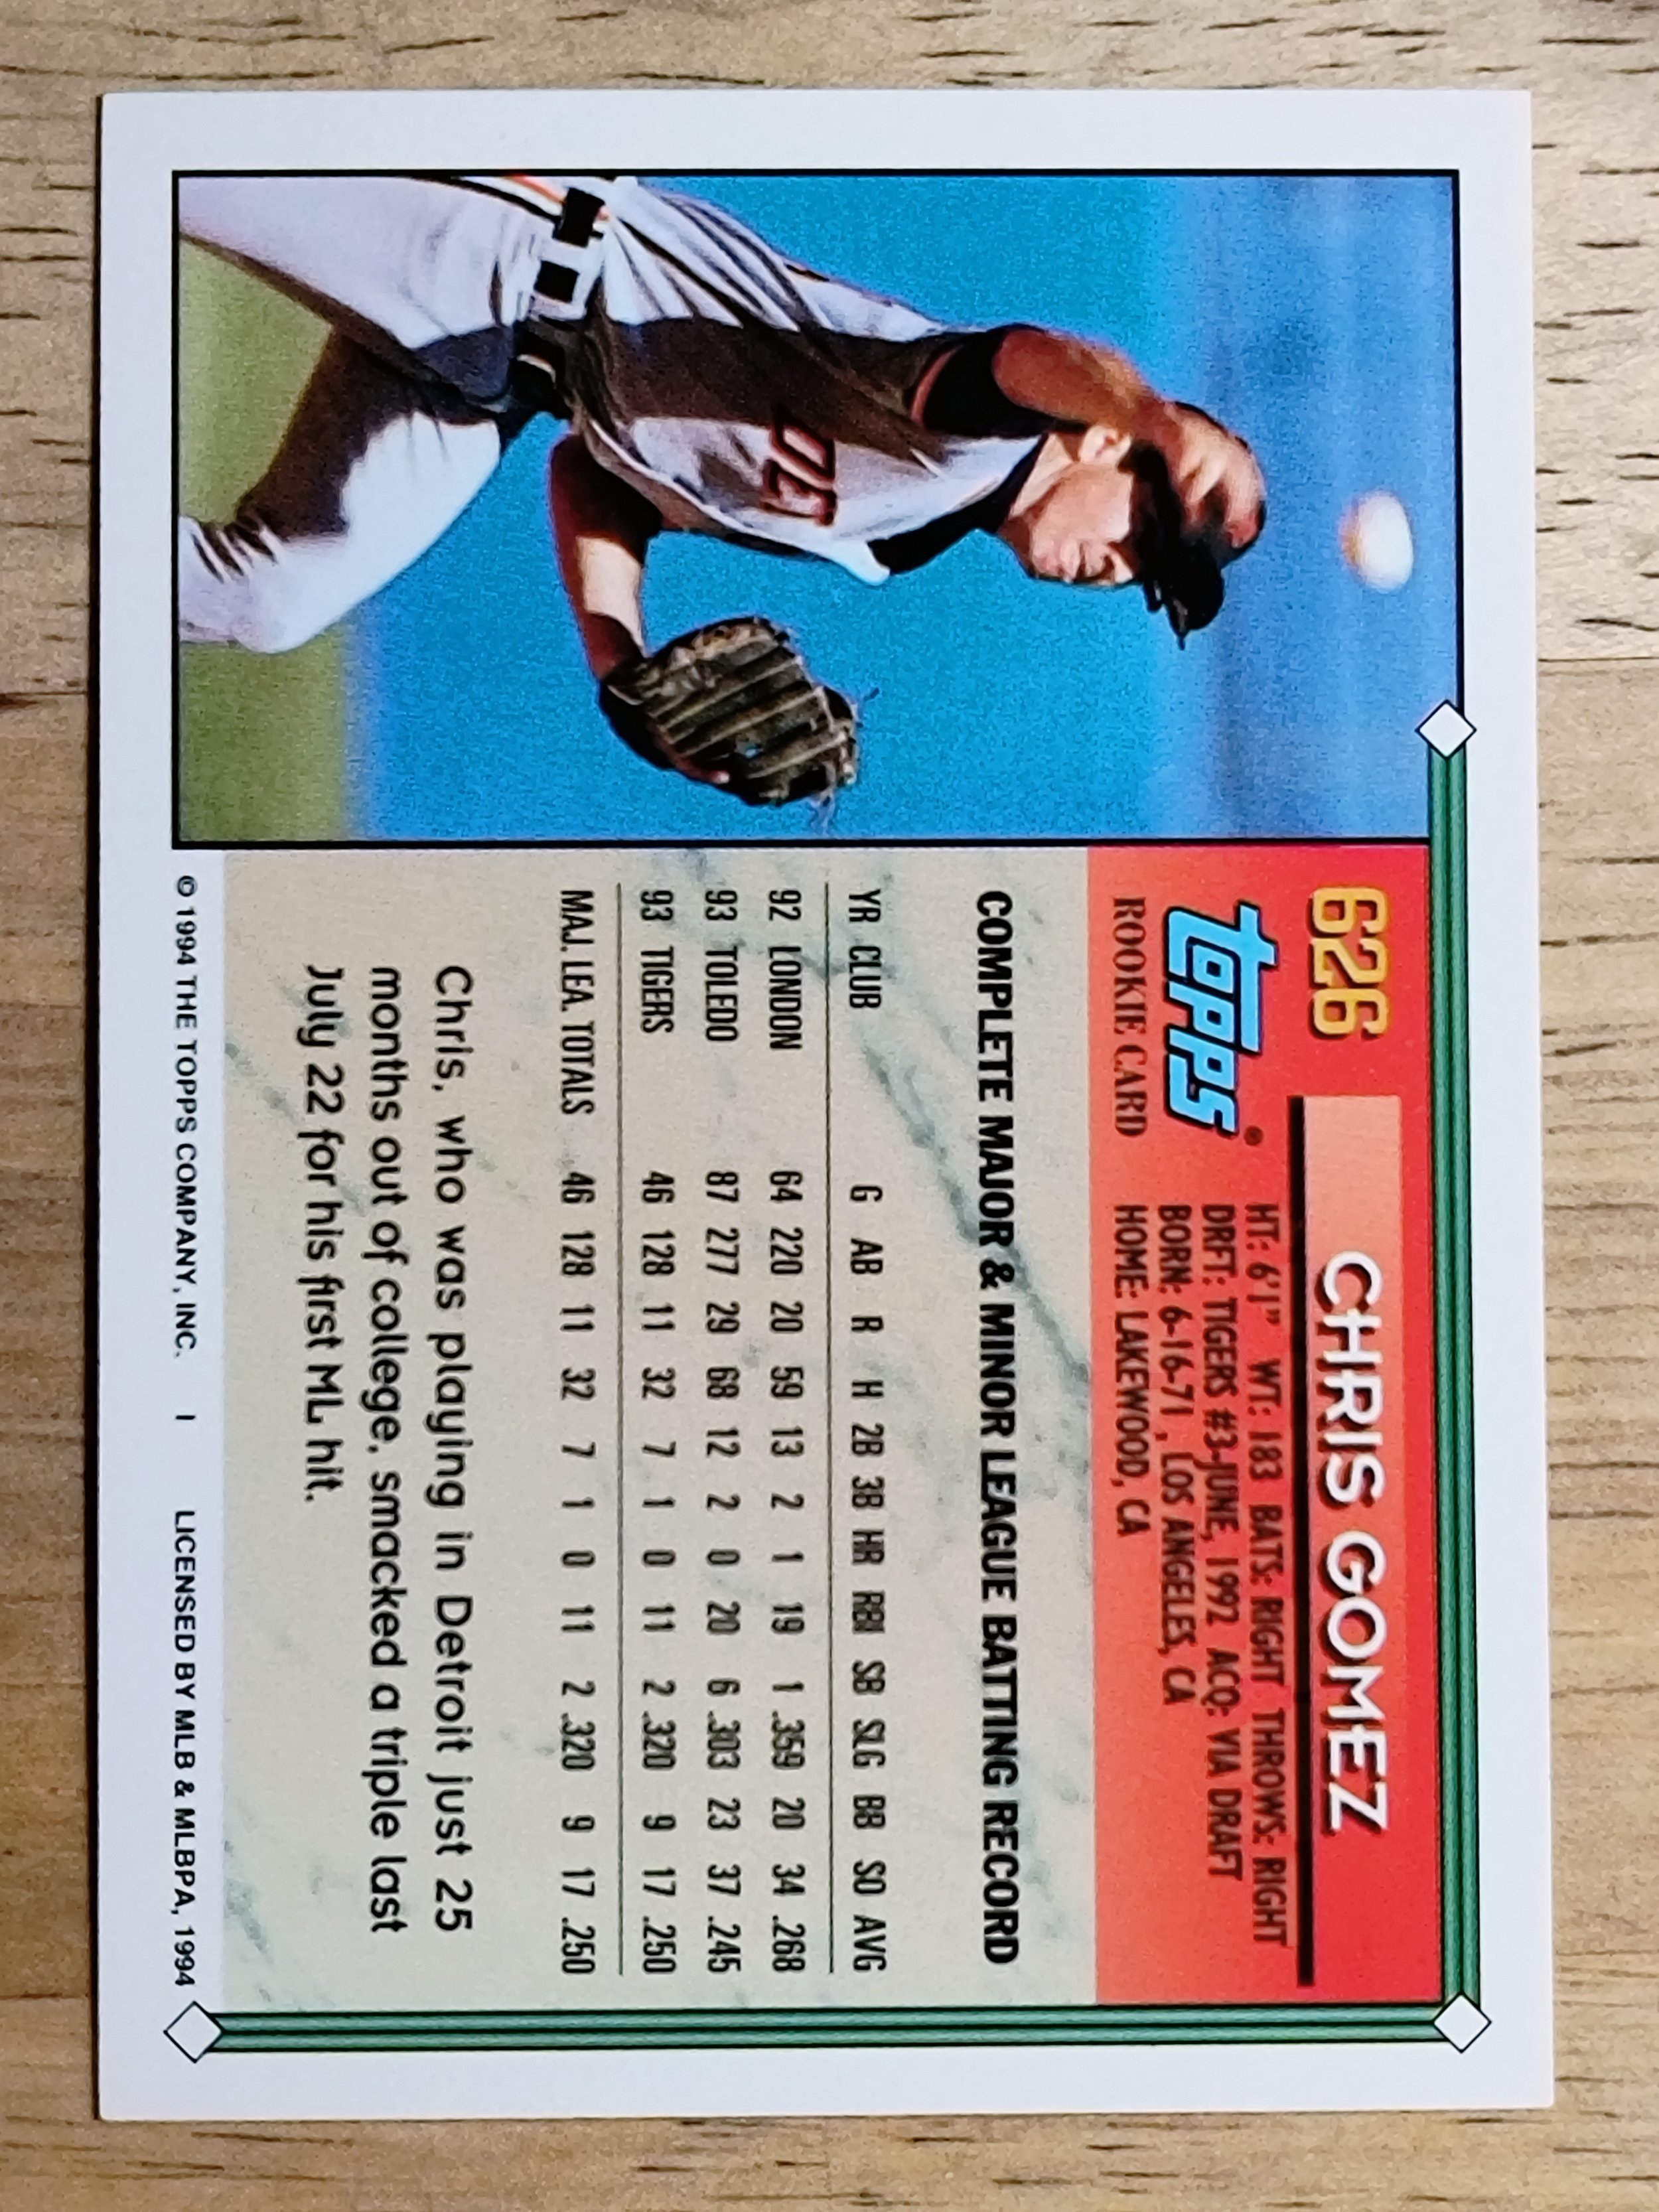 626
CHRIS GOMEZ
Topps®
ROOKIE CARD
HT: 6'1" WT: 183 BATS: RIGHT THROWS: RIGHT
DRFT: TIGERS #3-JUNE, 1992 ACQ: VIA DRAFT
BORN: 6-16-71, LOS ANGELES, CA
HOME: LAKEWOOD, CA
COMPLETE MAJOR & MINOR LEAGUE BATTING RECORD
YR CLUB G AB R H 2B 3B HR RBI SB SLG BB SO AVG
92 LONDON 64 220 20 59 13 2 1 19 1 .359 20 34 .268
93 TOLEDO 87 277 29 68 12 2 0 20 6 .303 23 37 .245
93 TIGERS 46 128 11 32 7 1 0 11 2 .320 9 17 .250
MAJ. LEA. TOTALS 46 128 11 32 7 1 0 11 2 .320 9 17 .250
Chris, who was playing in Detroit just 25
months out of college, smacked a triple last
July 22 for his first ML hit.
© 1994 THE TOPPS COMPANY, INC. I LICENSED BY MLB & MLBPA, 1994
DET